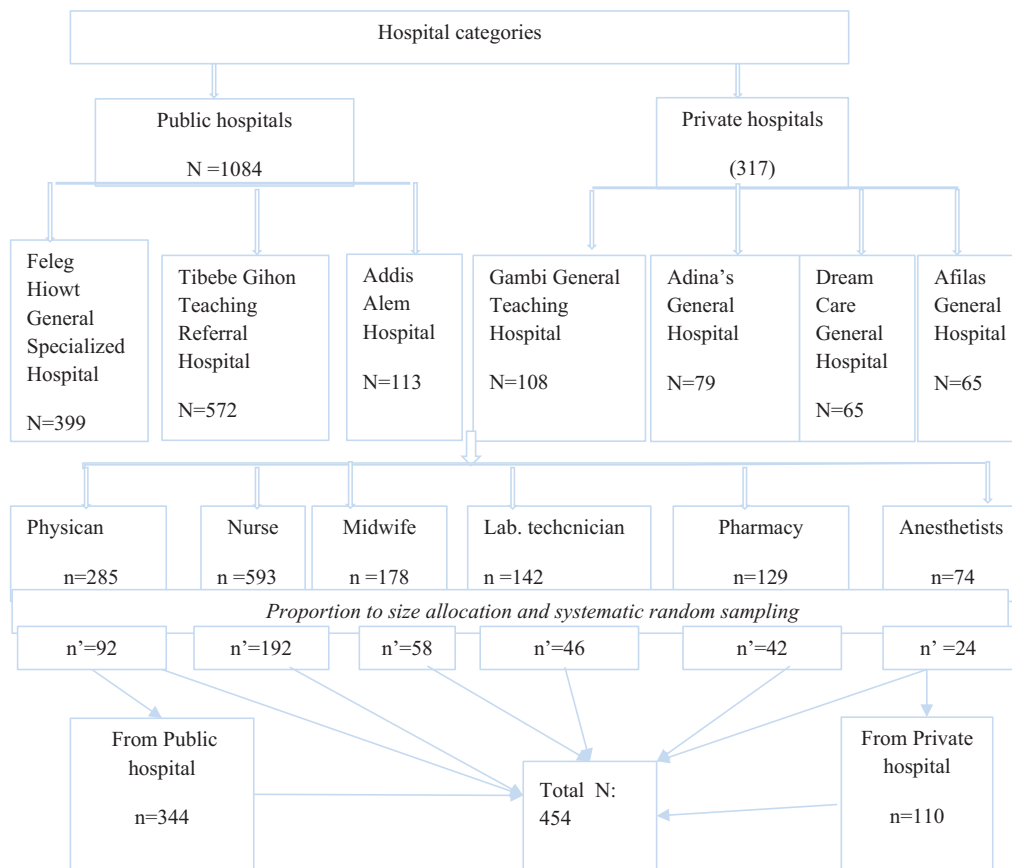 Hospital categories
Public hospitals
N =1084
Private hospitals
(317)
Feleg
Hiowt
General
Specialized
Hospital
N=399
Tibebe Gihon
Teaching
Referral
Hospital
N=572
Addis
Alem
Hospital
N=113
Gambi General
Teaching
Hospital
N=108
Adina’s
General
Hospital
N=79
Dream
Care
General
Hospital
N=65
Afilas
General
Hospital
N=65
Physican
n=285
Nurse
n =593
Midwife
n =178
Lab. techcnician
n =142
Pharmacy
n=129
Anesthetists
n=74
Proportion to size allocation and systematic random sampling
n’=92
n’=192
n’=58
n’=46
n’=42
n’ =24
From Public
hospital
n=344
Total N:
454
From Private
hospital
n=110